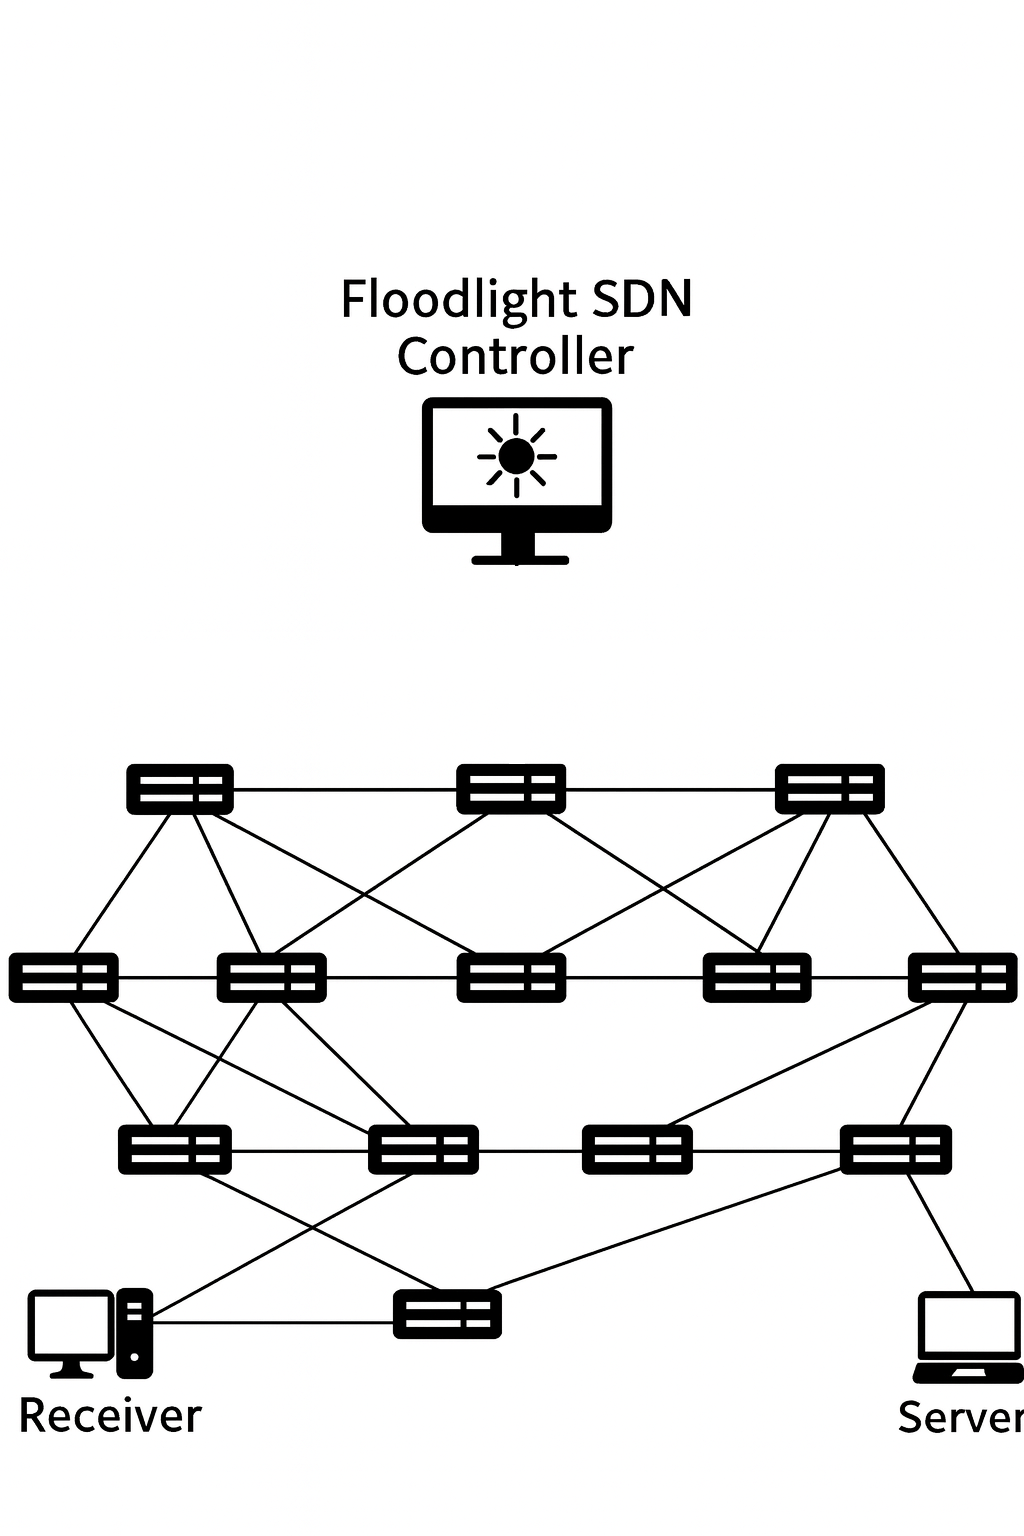 Floodlight SDN
Controller
Receiver
Server